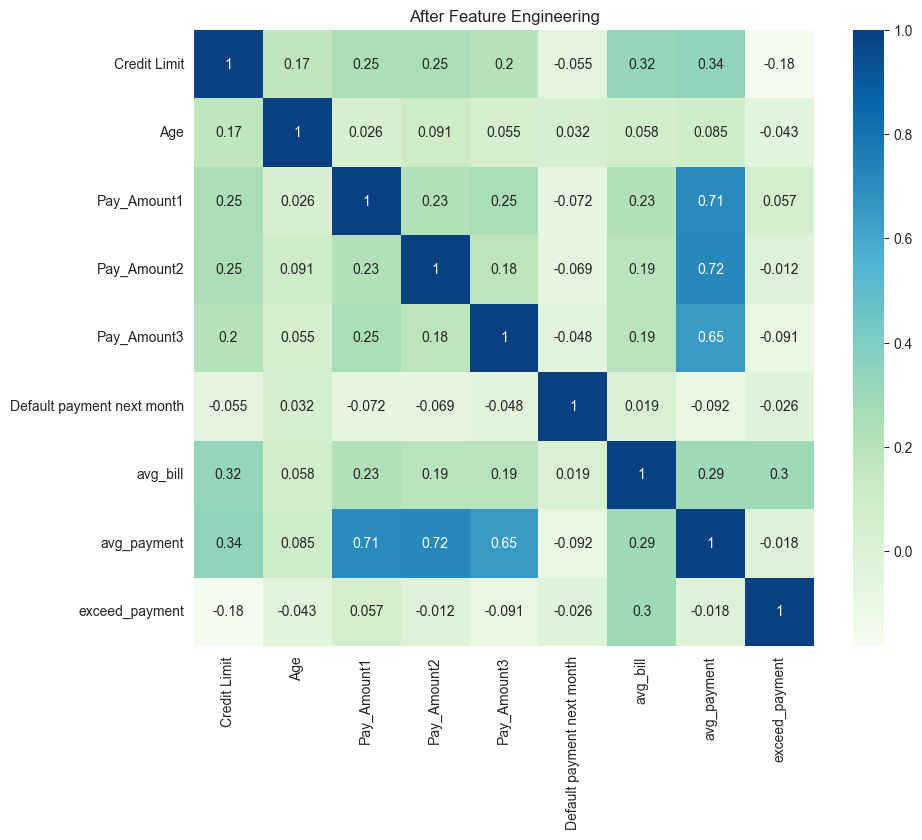 After Feature Engineering
Credit Limit 1 0.17 0.25 0.25 0.2 -0.055 0.32 0.34 -0.18
Age 0.17 1 0.026 0.091 0.055 0.032 0.058 0.085 -0.043
Pay_Amount1 0.25 0.026 1 0.23 0.25 -0.072 0.23 0.71 0.057
Pay_Amount2 0.25 0.091 0.23 1 0.18 -0.069 0.19 0.72 -0.012
Pay_Amount3 0.2 0.055 0.25 0.18 1 -0.048 0.19 0.65 -0.091
Default payment next month -0.055 0.032 -0.072 -0.069 -0.048 1 0.019 -0.092 -0.026
avg_bill 0.32 0.058 0.23 0.19 0.19 0.019 1 0.29 0.3
avg_payment 0.34 0.085 0.71 0.72 0.65 -0.092 0.29 1 -0.018
exceed_payment -0.18 -0.043 0.057 -0.012 -0.091 -0.026 0.3 -0.018 1
Credit Limit
Age
Pay_Amount1
Pay_Amount2
Pay_Amount3
Default payment next month
avg_bill
avg_payment
exceed_payment
1.0
0.8
0.6
0.4
0.2
0.0